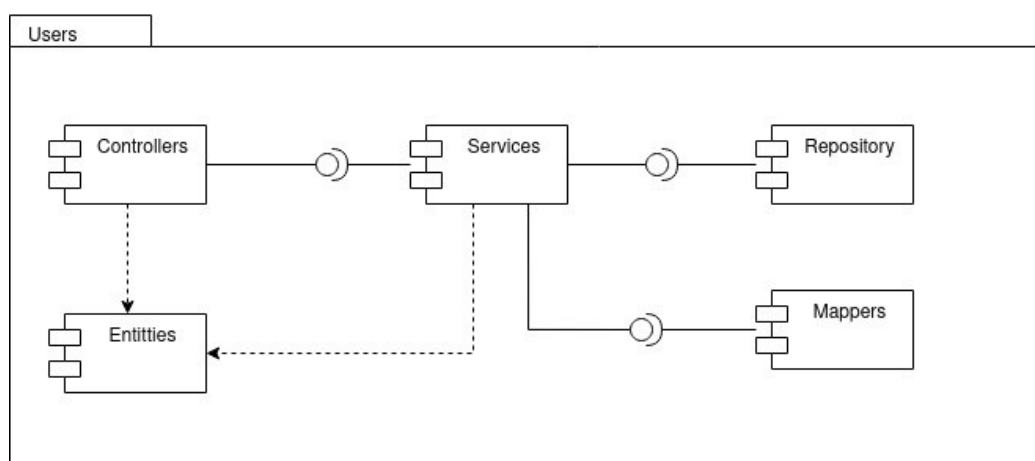 Users
Controllers
Services
Repository
Entitties
Mappers